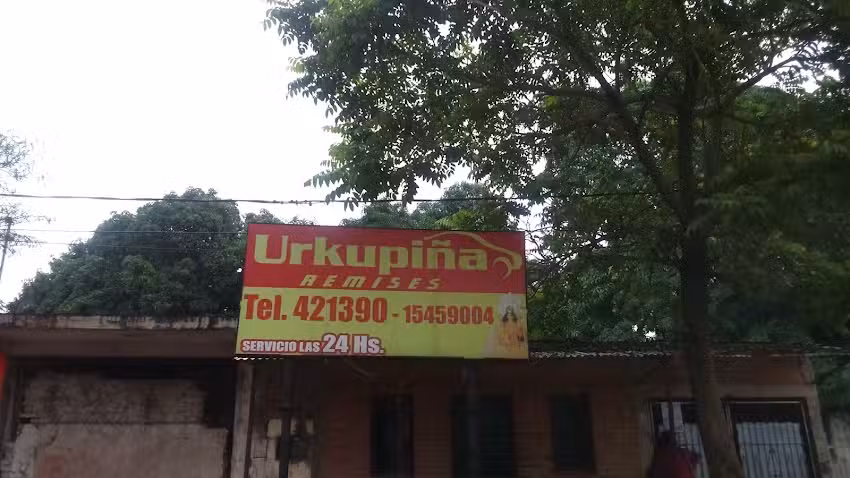 Urkupiña
REMISES
Tel. 421390 - 15459004
SERVICIO LAS 24 Hs.